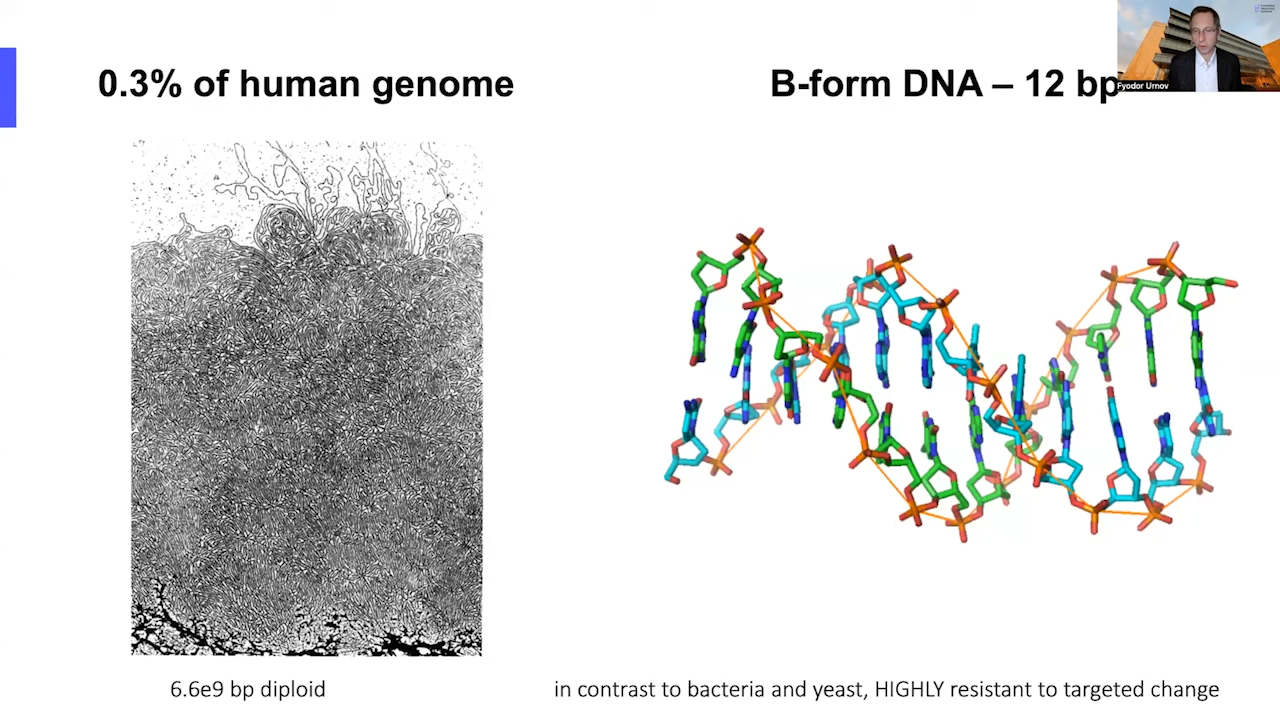 0.3% of human genome
B-form DNA – 12 bp
Fyodor Urnov
6.6e9 bp diploid
in contrast to bacteria and yeast, HIGHLY resistant to targeted change